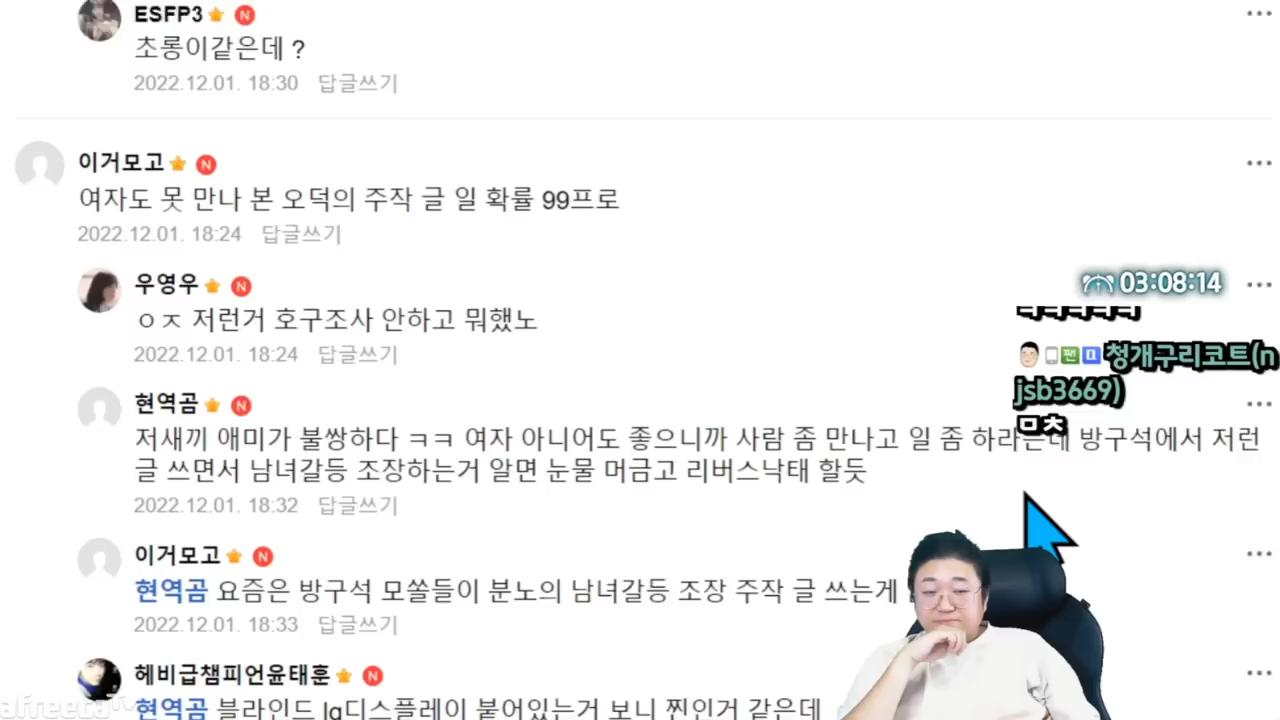 ESFP3 N
초롱이같은데 ?
2022.12.01. 18:30 답글쓰기
이거모고 N
여자도 못 만나 본 오덕의 주작 글 일 확률 99프로
2022.12.01. 18:24 답글쓰기
우영우 N
ㅇㅈ 저런거 호구조사 안하고 뭐했노
2022.12.01. 18:24 답글쓰기
03:08:14
짼 청개구리코트(n
jsb3669)
ㅁㅊ
현역곰 N
저새끼 애미가 불쌍하다 ㅋㅋ 여자 아니어도 좋으니까 사람 좀 만나고 일 좀 하라는데 방구석에서 저런
글 쓰면서 남녀갈등 조장하는거 알면 눈물 머금고 리버스낙태 할듯
2022.12.01. 18:32 답글쓰기
이거모고 N
현역곰 요즘은 방구석 모쏠들이 분노의 남녀갈등 조장 주작 글 쓰는게
2022.12.01. 18:33 답글쓰기
헤비급챔피언윤태훈 N
현역곰 블라인드 lg디스플레이 붙어있는거 보니 찐인거 같은데
afreecaTV